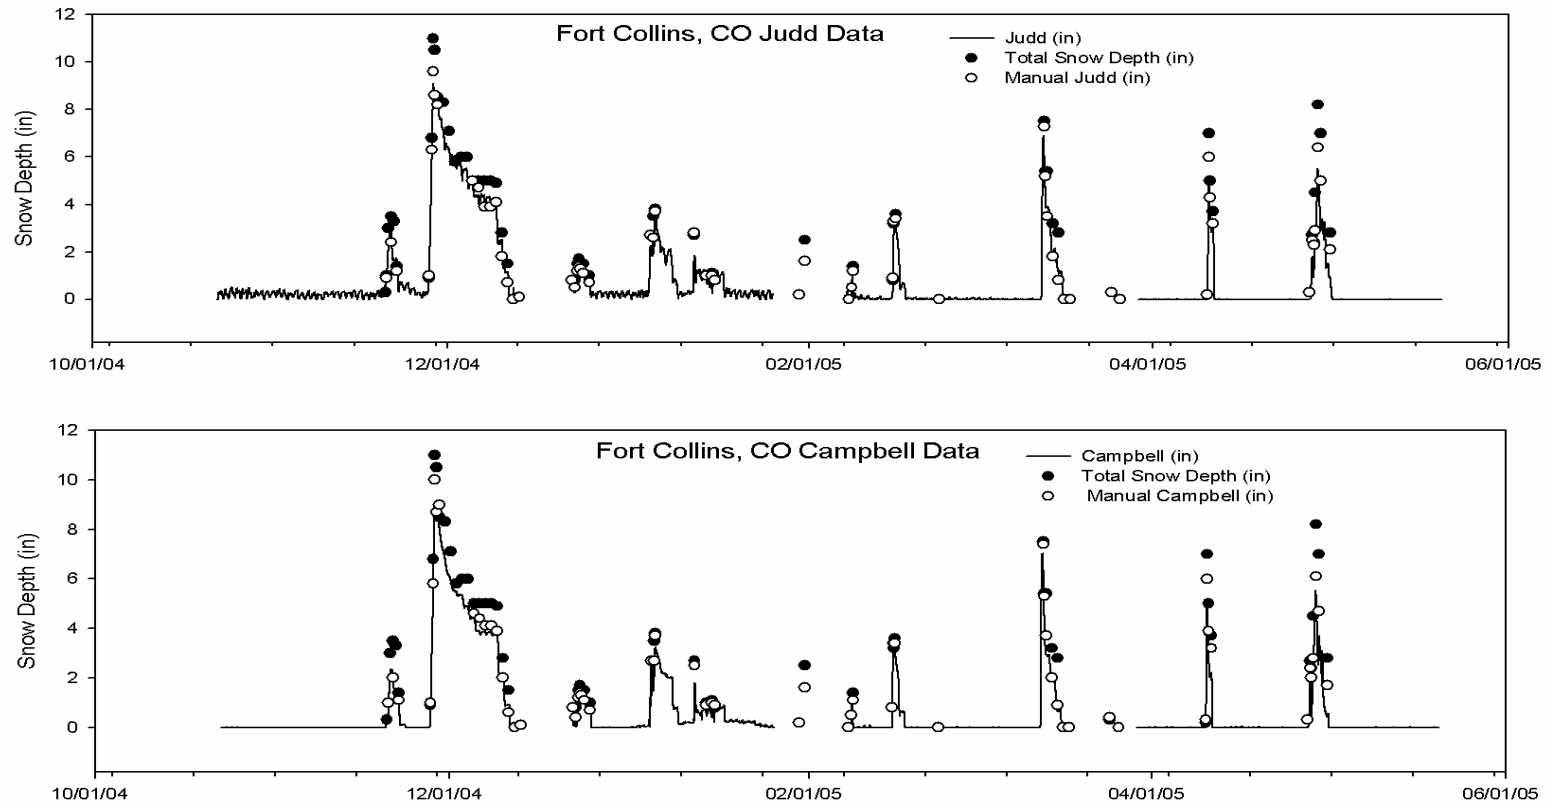 Fort Collins, CO Judd Data
Judd (in)
Total Snow Depth (in)
Manual Judd (in)
Snow Depth (in)
12
10
8
6
4
2
0
10/01/04 12/01/04 02/01/05 04/01/05 06/01/05
Fort Collins, CO Campbell Data
Campbell (in)
Total Snow Depth (in)
Manual Campbell (in)
Snow Depth (in)
12
10
8
6
4
2
0
10/01/04 12/01/04 02/01/05 04/01/05 06/01/05